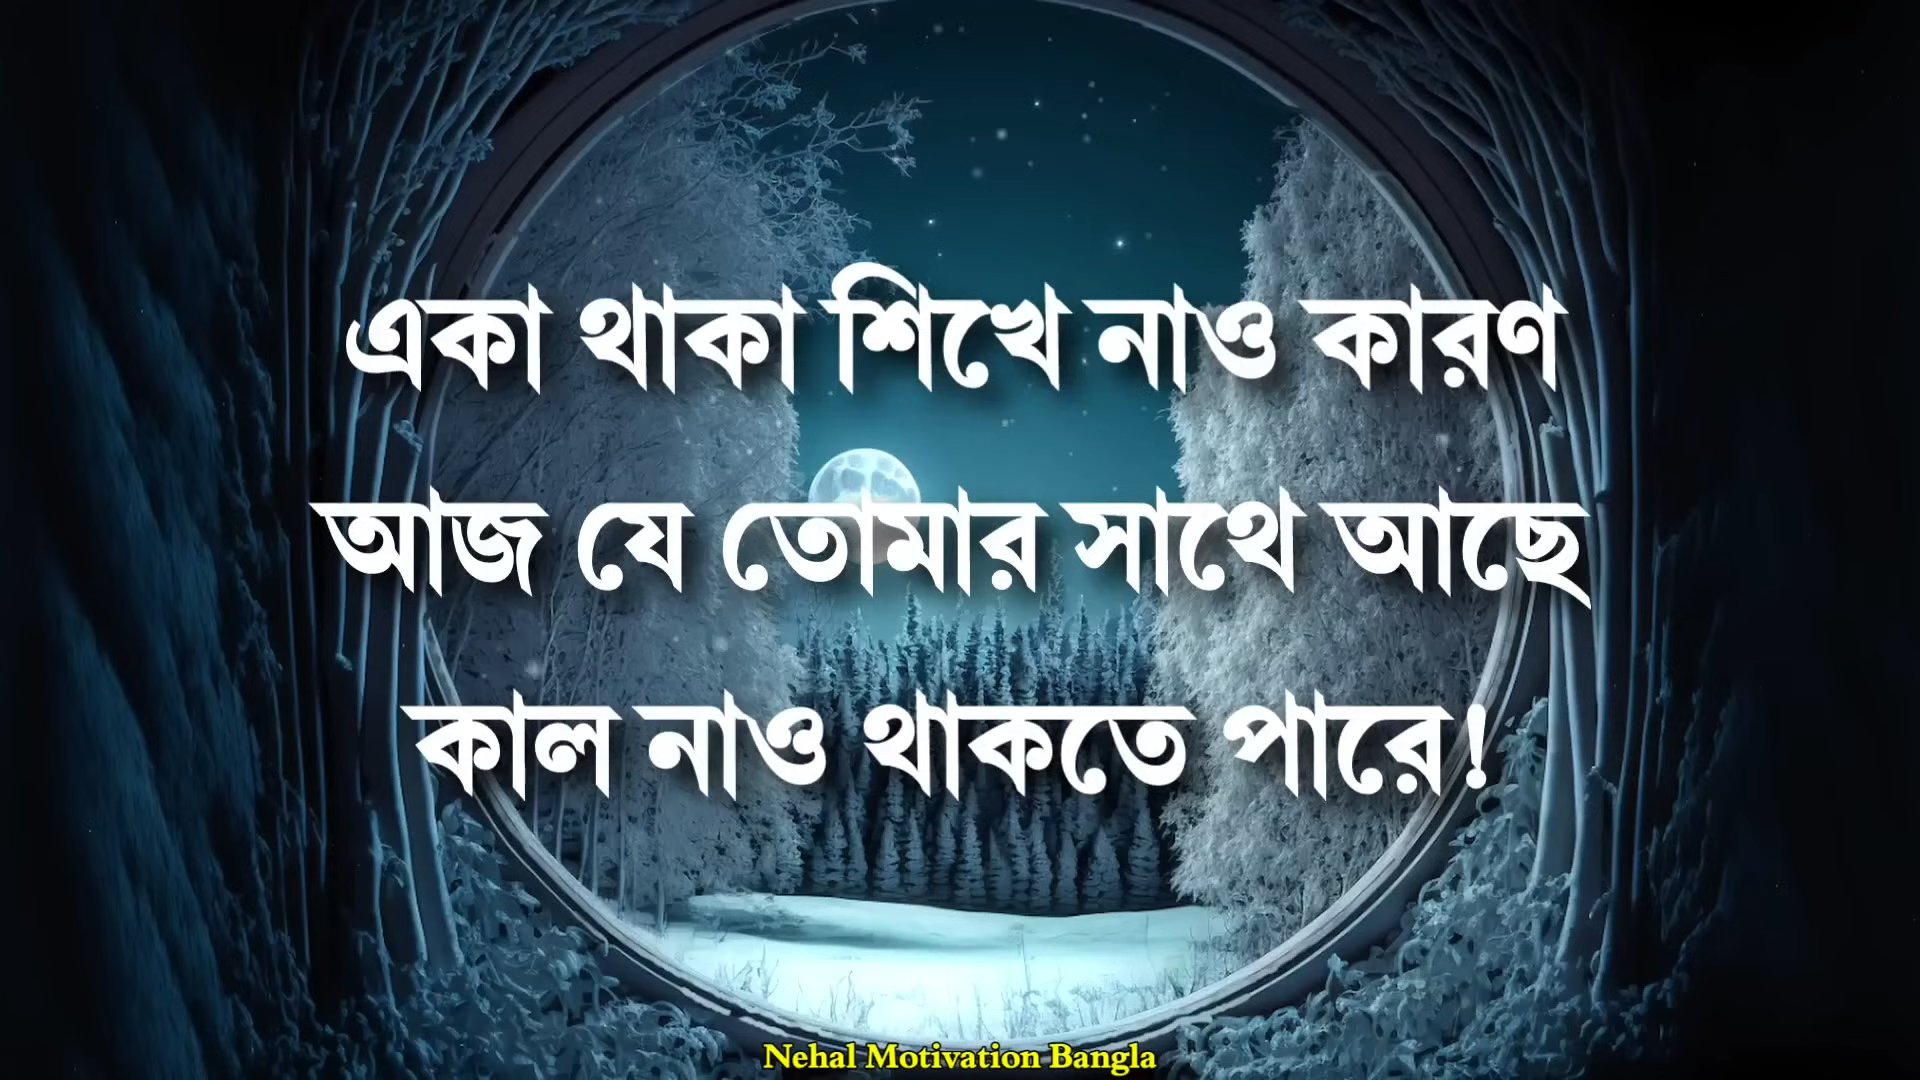 একা থাকা শিখে নাও কারণ
আজ যে তোমার সাথে আছে
কাল নাও থাকতে পারে!
Nehal Motivation Bangla